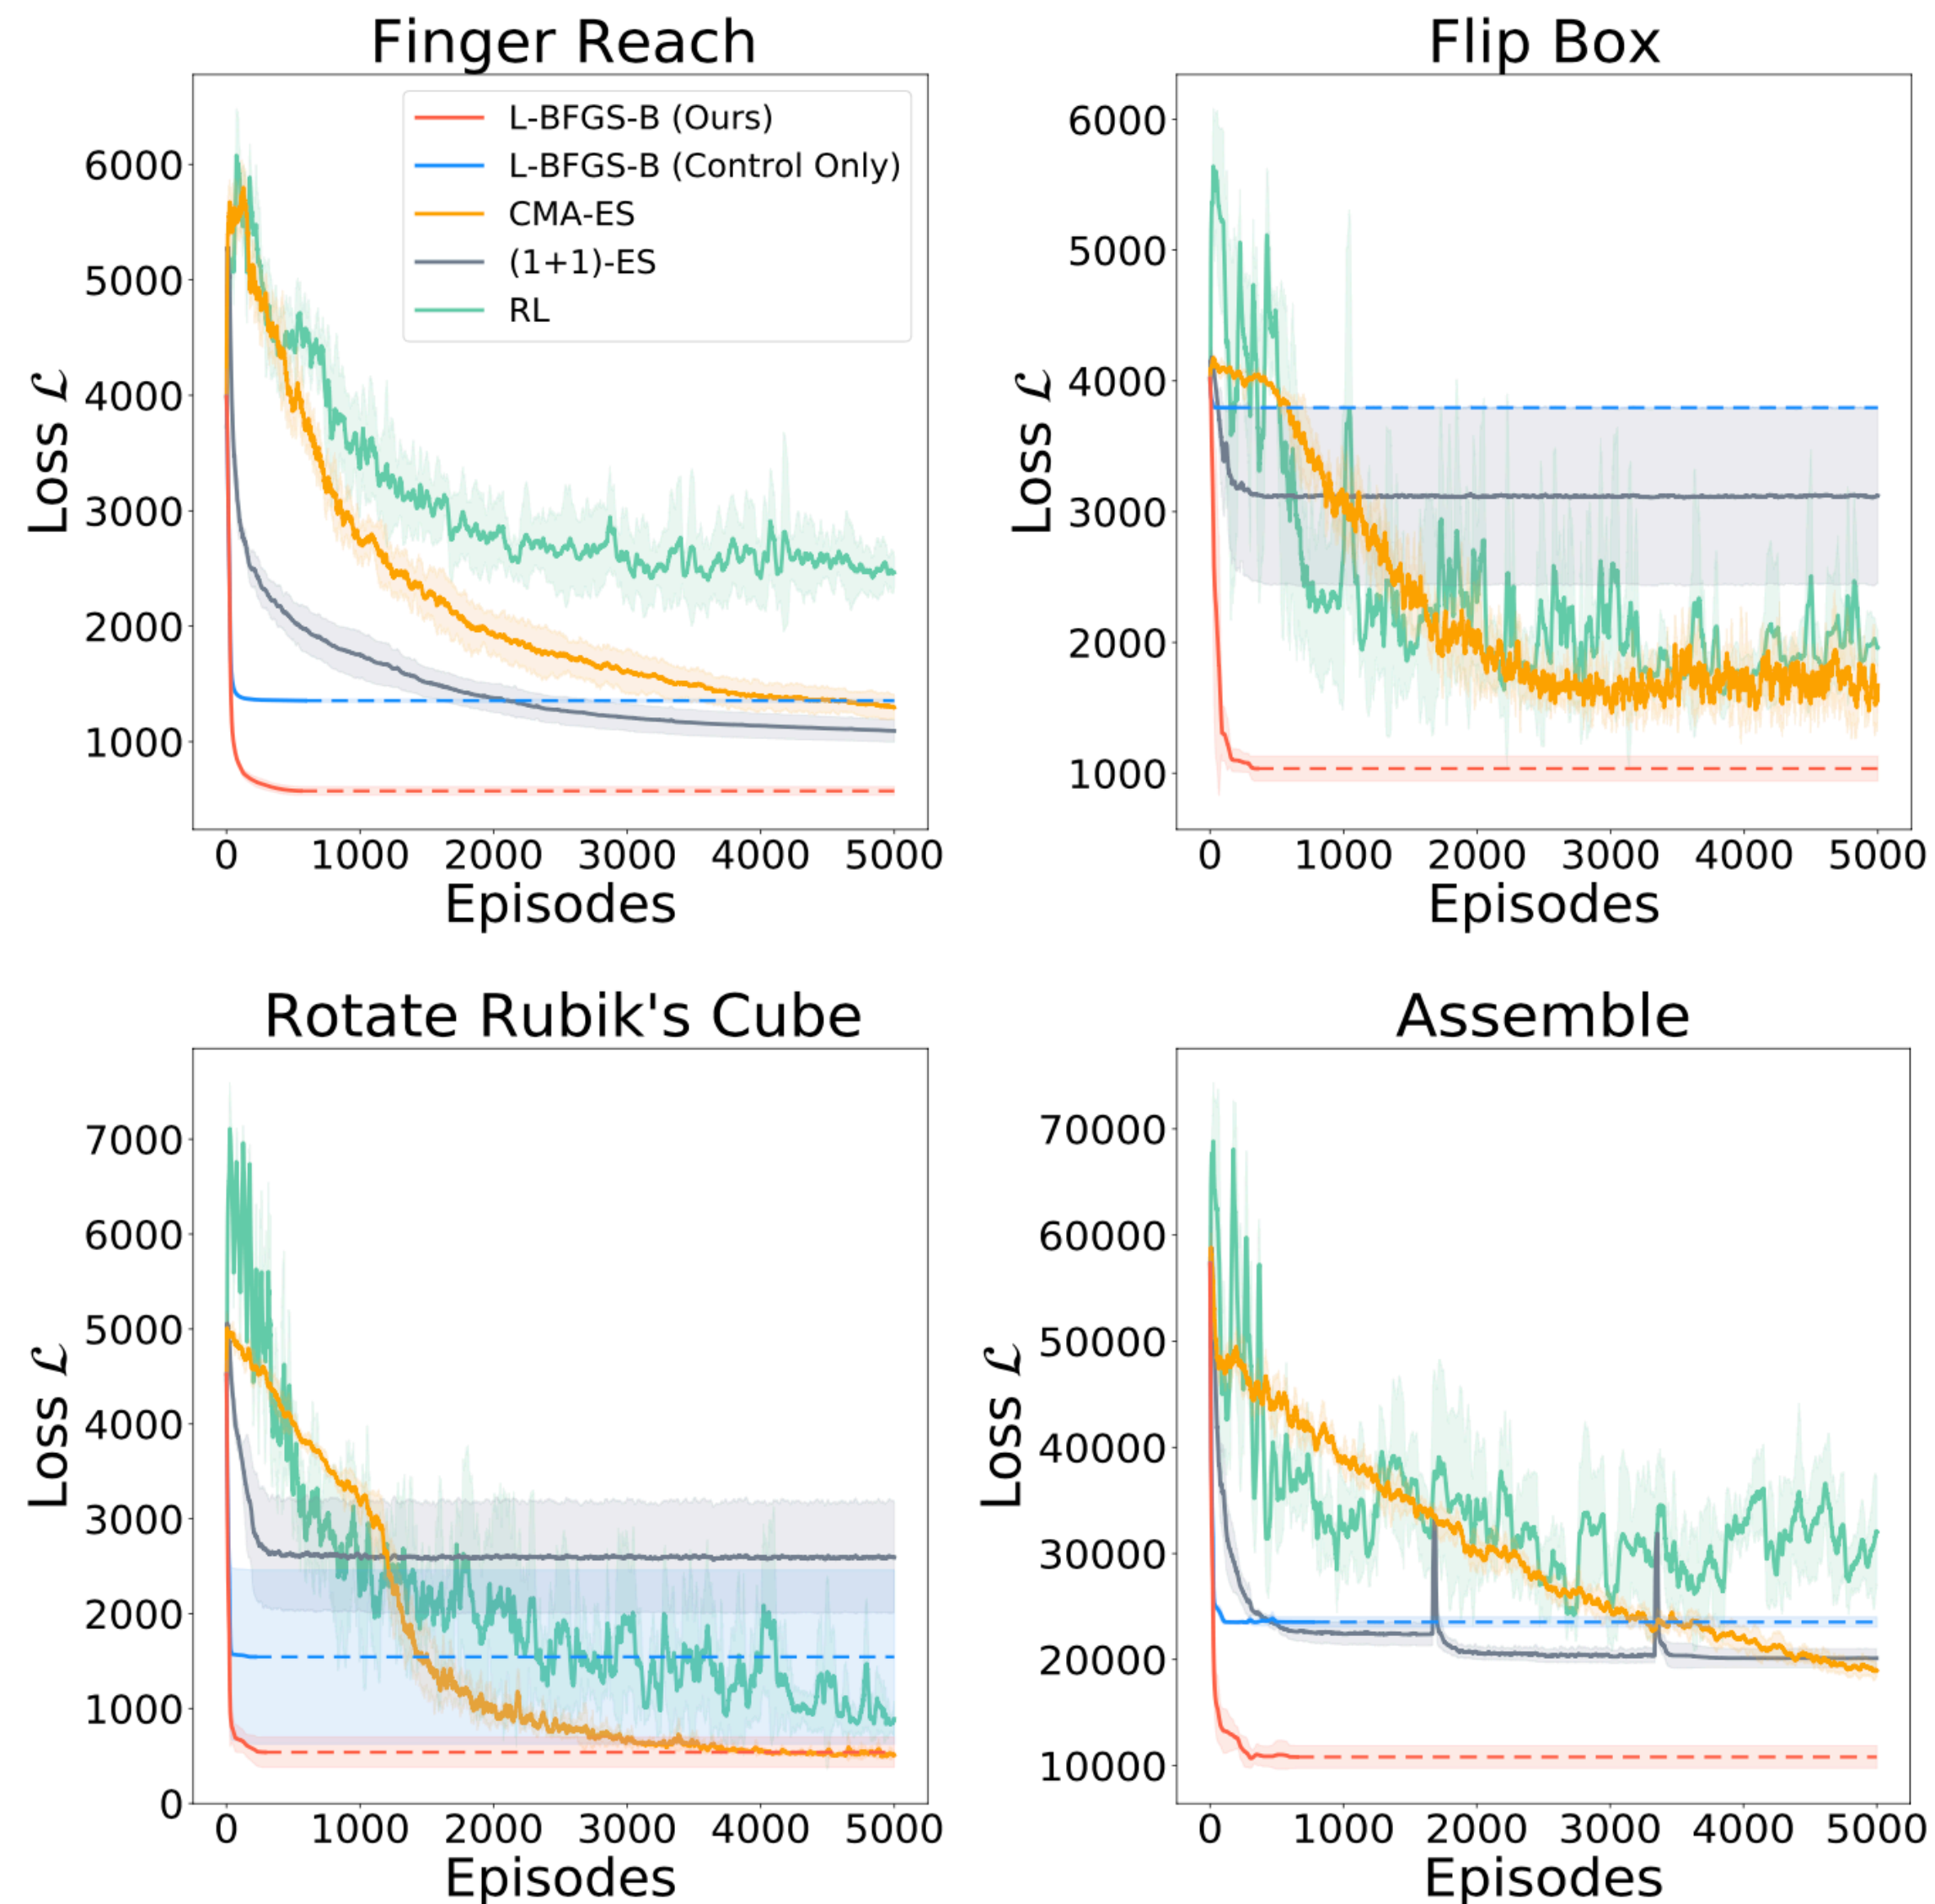 Finger Reach
Loss ℒ
6000
5000
4000
3000
2000
1000
L-BFGS-B (Ours)
L-BFGS-B (Control Only)
CMA-ES
(1+1)-ES
RL
0 1000 2000 3000 4000 5000
Episodes
Flip Box
Loss ℒ
6000
5000
4000
3000
2000
1000
0 1000 2000 3000 4000 5000
Episodes
Rotate Rubik's Cube
Loss ℒ
7000
6000
5000
4000
3000
2000
1000
0
0 1000 2000 3000 4000 5000
Episodes
Assemble
Loss ℒ
70000
60000
50000
40000
30000
20000
10000
0 1000 2000 3000 4000 5000
Episodes